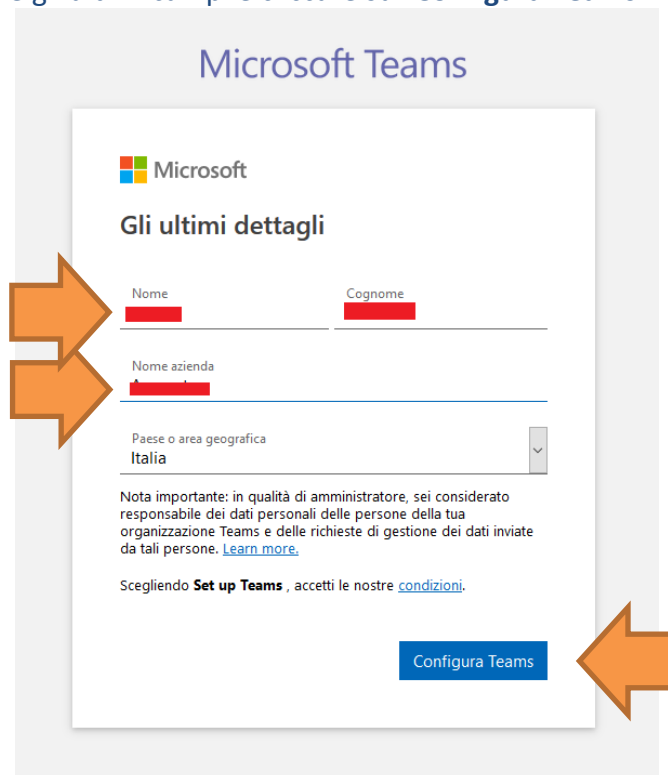 Microsoft Teams
Microsoft
Gli ultimi dettagli
Nome Cognome
Nome azienda
Paese o area geografica
Italia
Nota importante: in qualità di amministratore, sei considerato
responsabile dei dati personali delle persone della tua
organizzazione Teams e delle richieste di gestione dei dati inviate
da tali persone. Learn more.
Scegliendo Set up Teams , accetti le nostre condizioni.
Configura Teams